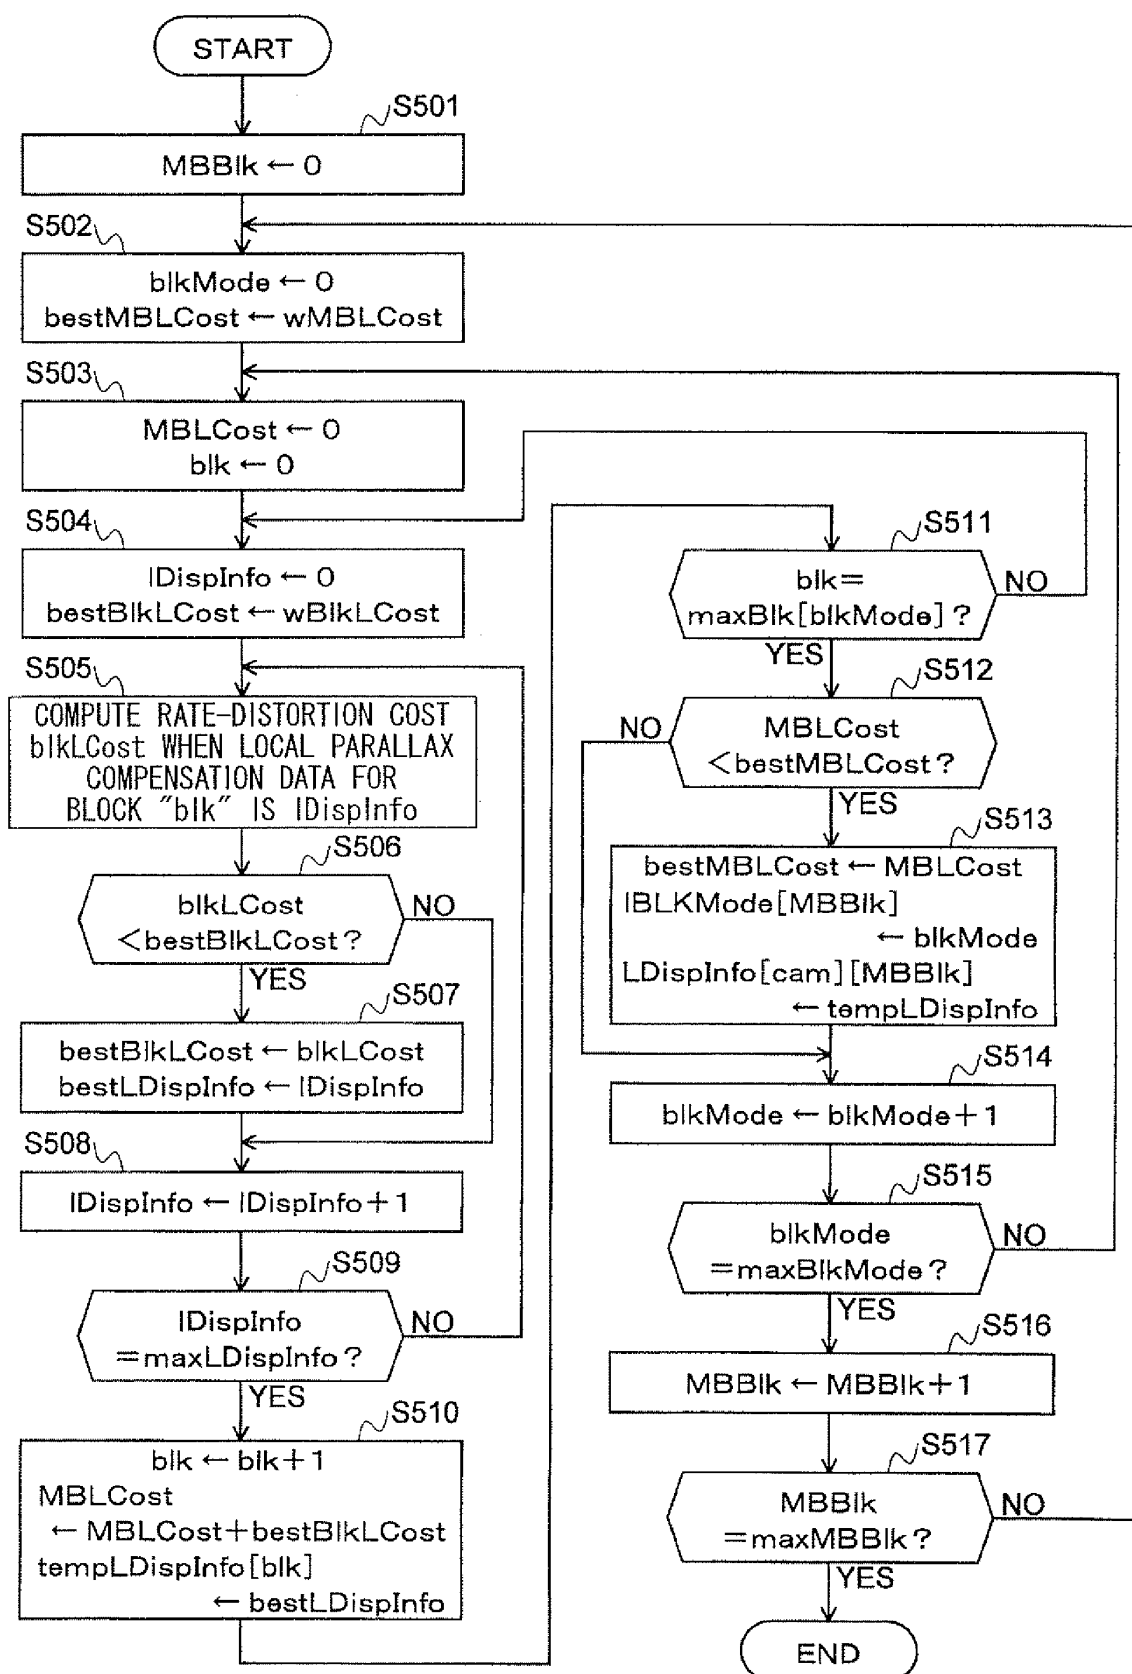 START
S501
MBBlk ← 0
S502
blkMode ← 0
bestMBLCost ← wMBLCost
S503
MBLCost ← 0
blk ← 0
S504
lDispInfo ← 0
bestBlkLCost ← wBlkLCost
S505
COMPUTE RATE-DISTORTION COST
blkLCost WHEN LOCAL PARALLAX
COMPENSATION DATA FOR
BLOCK "blk" IS lDispInfo
S506
blkLCost
<bestBlkLCost?
NO
YES
S507
bestBlkLCost ← blkLCost
bestLDispInfo ← lDispInfo
S508
lDispInfo ← lDispInfo+1
S509
lDispInfo
=maxLDispInfo?
NO
YES
S510
blk ← blk+1
MBLCost
← MBLCost+bestBlkLCost
tempLDispInfo[blk]
← bestLDispInfo
S511
blk=
maxBlk[blkMode]?
NO
YES
S512
MBLCost
<bestMBLCost?
NO
YES
S513
bestMBLCost ← MBLCost
lBLKMode[MBBlk]
← blkMode
LDispInfo[cam][MBBlk]
← tempLDispInfo
S514
blkMode ← blkMode+1
S515
blkMode
=maxBlkMode?
NO
YES
S516
MBBlk ← MBBlk+1
S517
MBBlk
=maxMBBlk?
NO
YES
END